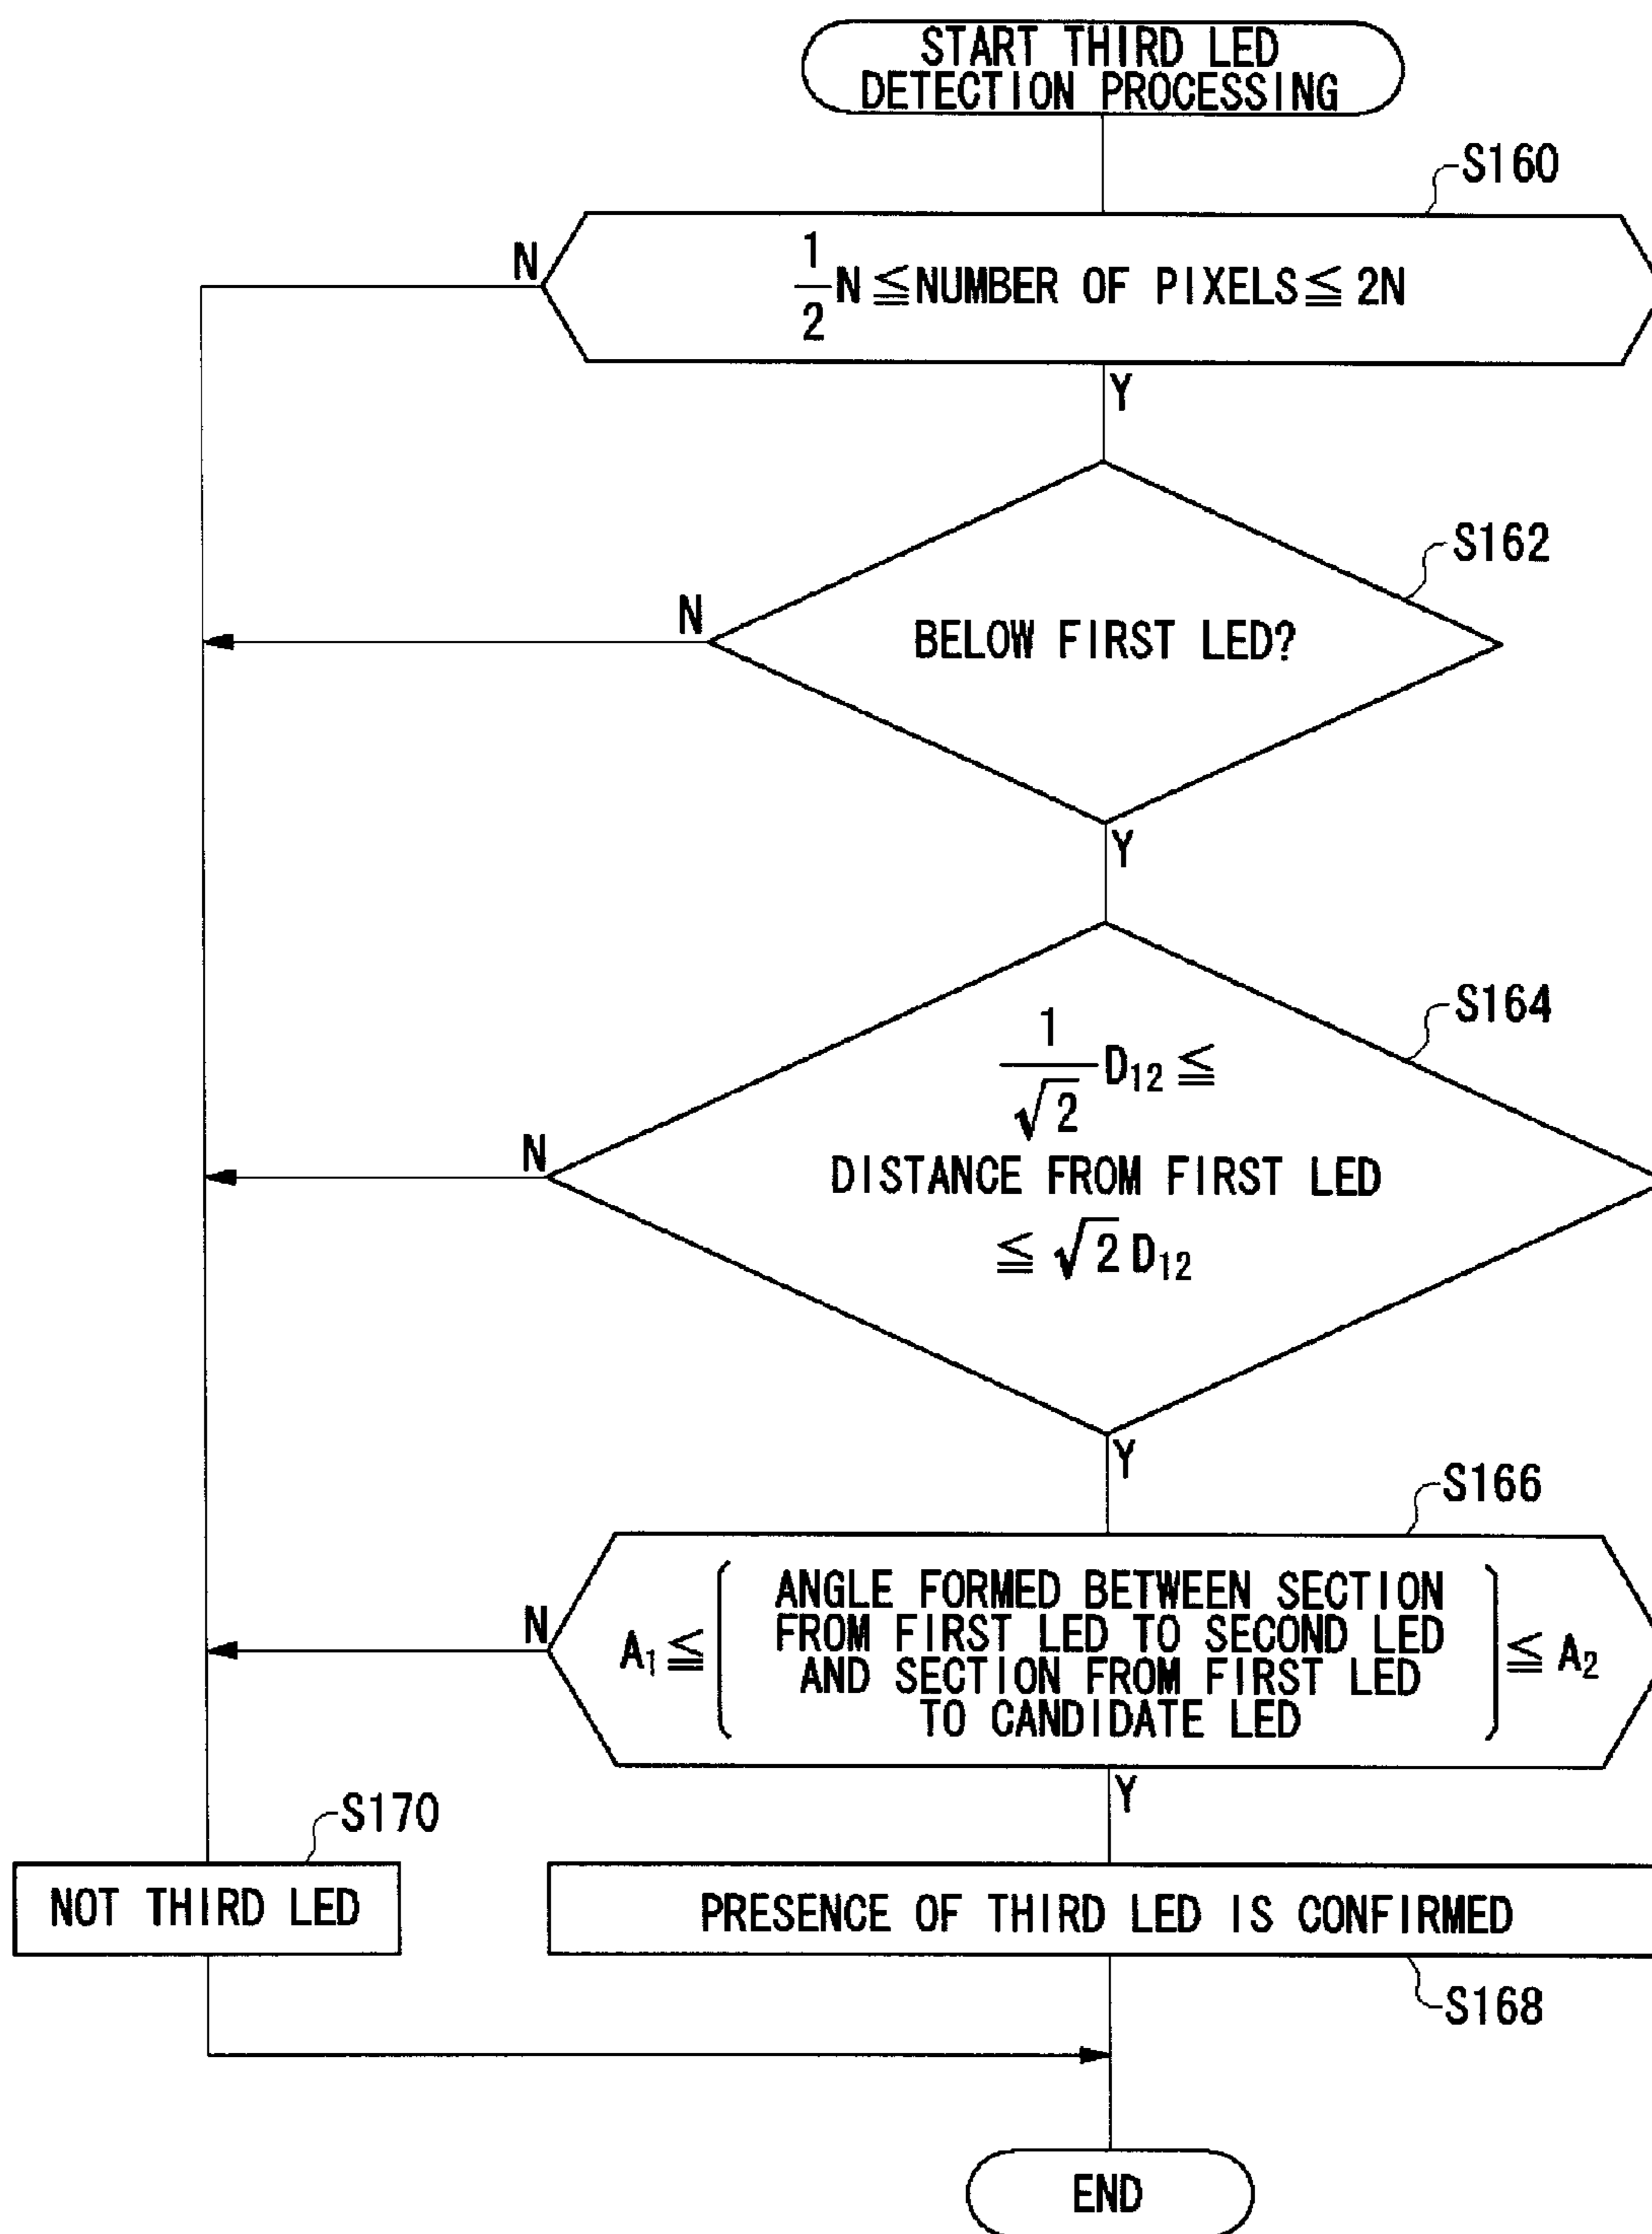 START THIRD LED
DETECTION PROCESSING
S160
N
1/2 N ≦ NUMBER OF PIXELS ≦ 2N
Y
S162
N
BELOW FIRST LED?
Y
S164
1/√2 D₁₂ ≦
N
DISTANCE FROM FIRST LED
≦ √2 D₁₂
Y
S166
N
A₁ ≦ (
ANGLE FORMED BETWEEN SECTION
FROM FIRST LED TO SECOND LED
AND SECTION FROM FIRST LED
TO CANDIDATE LED
) ≦ A₂
Y
S170
NOT THIRD LED
PRESENCE OF THIRD LED IS CONFIRMED
S168
END